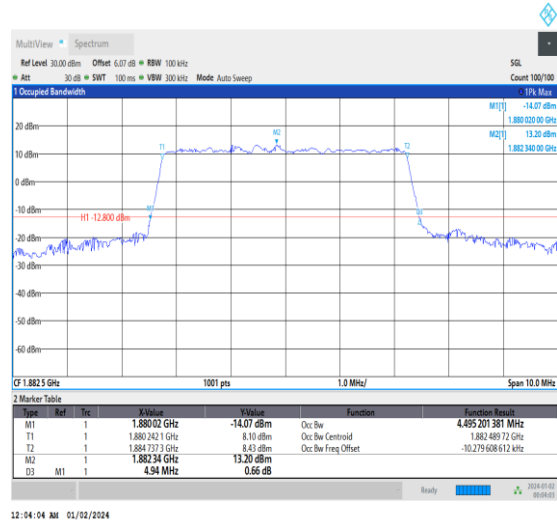 MultiView Spectrum
Ref Level 30.00 dBm Offset 6.07 dB RBW 100 kHz SGL
Att 30 dB SWT 100 ms VBW 300 kHz Mode Auto Sweep Count 100/100
1 Occupied Bandwidth 1Pk Max
M1[1] -14.07 dBm
1.880 020 00 GHz
M2[1] 13.20 dBm
1.882 340 00 GHz
20 dBm
M2
T1 T2
10 dBm
0 dBm
-10 dBm
M1
H1 -12.800 dBm
-20 dBm
-30 dBm
-40 dBm
-50 dBm
-60 dBm
CF 1.882 5 GHz 1001 pts 1.0 MHz/ Span 10.0 MHz
2 Marker Table
Type Ref Trc X-Value Y-Value Function Function Result
M1 1 1.880 02 GHz -14.07 dBm Occ Bw 4.495 201 381 MHz
T1 1 1.880 242 1 GHz 8.10 dBm Occ Bw Centroid 1.882 489 72 GHz
T2 1 1.884 737 3 GHz 8.43 dBm Occ Bw Freq Offset -10.279 608 612 kHz
M2 1 1.882 34 GHz 13.20 dBm
D3 M1 1 4.94 MHz 0.66 dB
Ready 2024-01-02
00:04:03
12:04:04 AM 01/02/2024